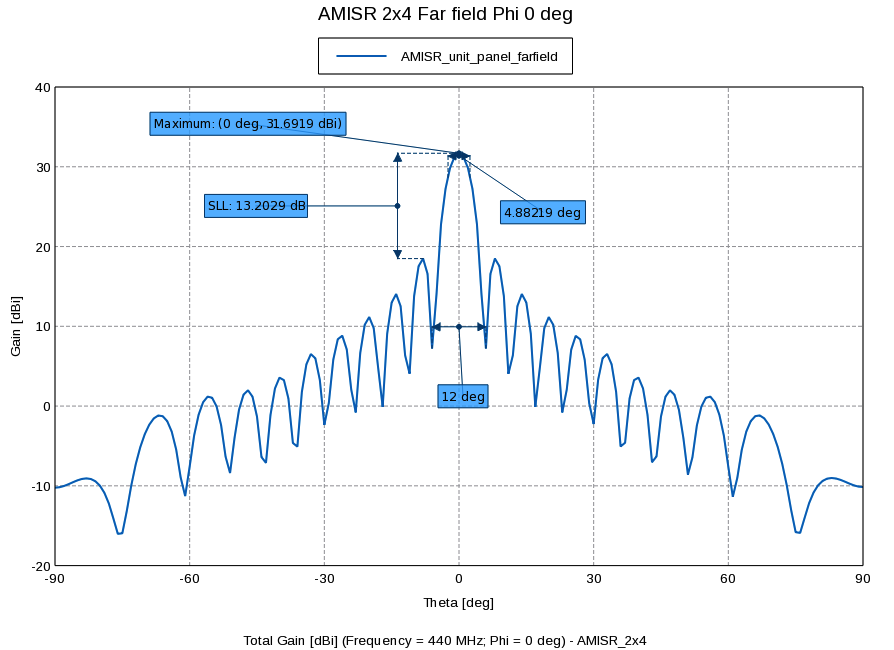 AMISR 2x4 Far field Phi 0 deg
AMISR_unit_panel_farfield
40
Maximum: (0 deg, 31.6919 dBi)
30
SLL: 13.2029 dB
4.88219 deg
20
10
12 deg
0
-10
-20
Gain [dBi]
-90
-60
-30
0
30
60
90
Theta [deg]
Total Gain [dBi] (Frequency = 440 MHz; Phi = 0 deg) - AMISR_2x4